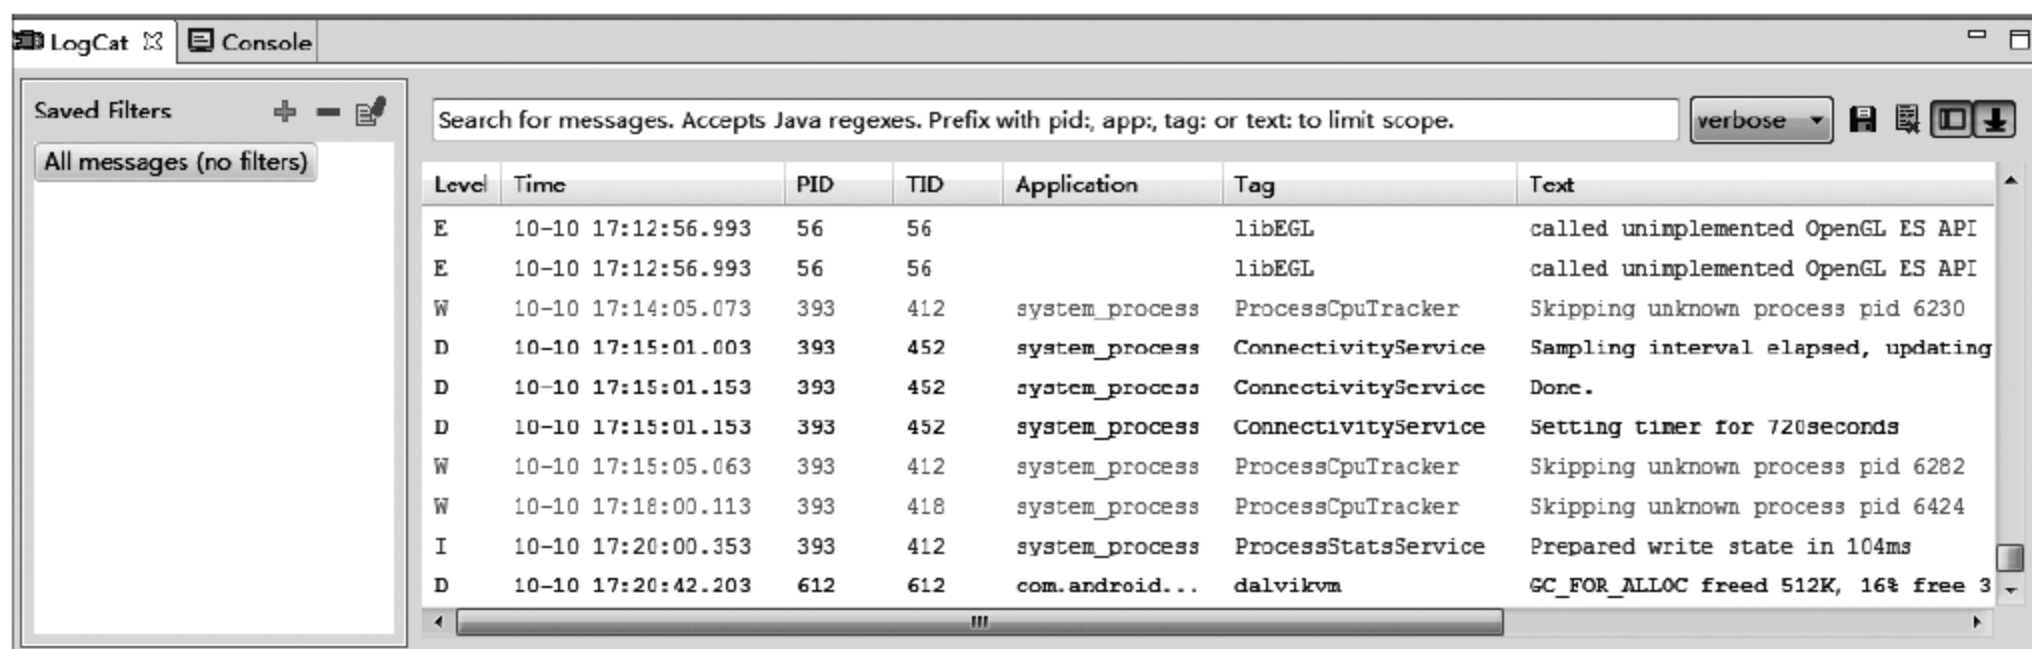 LogCat Console
Saved Filters
All messages (no filters)
Search for messages. Accepts Java regexes. Prefix with pid:, app:, tag: or text: to limit scope. verbose
Level Time PID TID Application Tag Text
E 10-10 17:12:56.993 56 56 libEGL called unimplemented OpenGL ES API
E 10-10 17:12:56.993 56 56 libEGL called unimplemented OpenGL ES API
W 10-10 17:14:05.073 393 412 system_process ProcessCpuTracker Skipping unknown process pid 6230
D 10-10 17:15:01.003 393 452 system_process ConnectivityService Sampling interval elapsed, updating
D 10-10 17:15:01.153 393 452 system_process ConnectivityService Done.
D 10-10 17:15:01.153 393 452 system_process ConnectivityService Setting timer for 720seconds
W 10-10 17:15:05.063 393 412 system_process ProcessCpuTracker Skipping unknown process pid 6282
W 10-10 17:18:00.113 393 418 system_process ProcessCpuTracker Skipping unknown process pid 6424
I 10-10 17:20:00.353 393 412 system_process ProcessStatsService Prepared write state in 104ms
D 10-10 17:20:42.203 612 612 com.android... dalvikvm GC_FOR_ALLOC freed 512K, 16% free 3